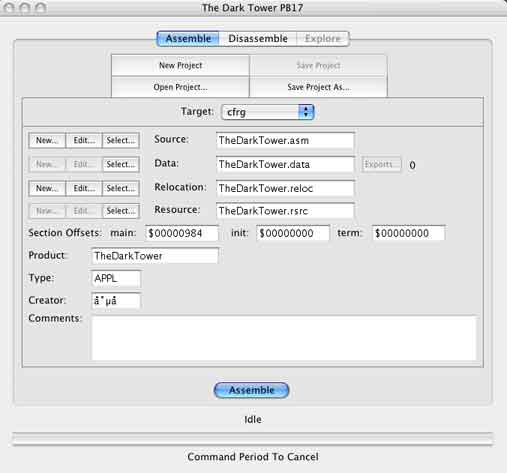 The Dark Tower PB17
Assemble Disassemble Explore
New Project Save Project
Open Project... Save Project As...
Target: cfrg
New... Edit... Select... Source: TheDarkTower.asm
New... Edit... Select... Data: TheDarkTower.data Exports... 0
New... Edit... Select... Relocation: TheDarkTower.reloc
New... Edit... Select... Resource: TheDarkTower.rsrc
Section Offsets: main: $00000984 init: $00000000 term: $00000000
Product: TheDarkTower
Type: APPL
Creator: å˚µå
Comments:
Assemble
Idle
Command Period To Cancel